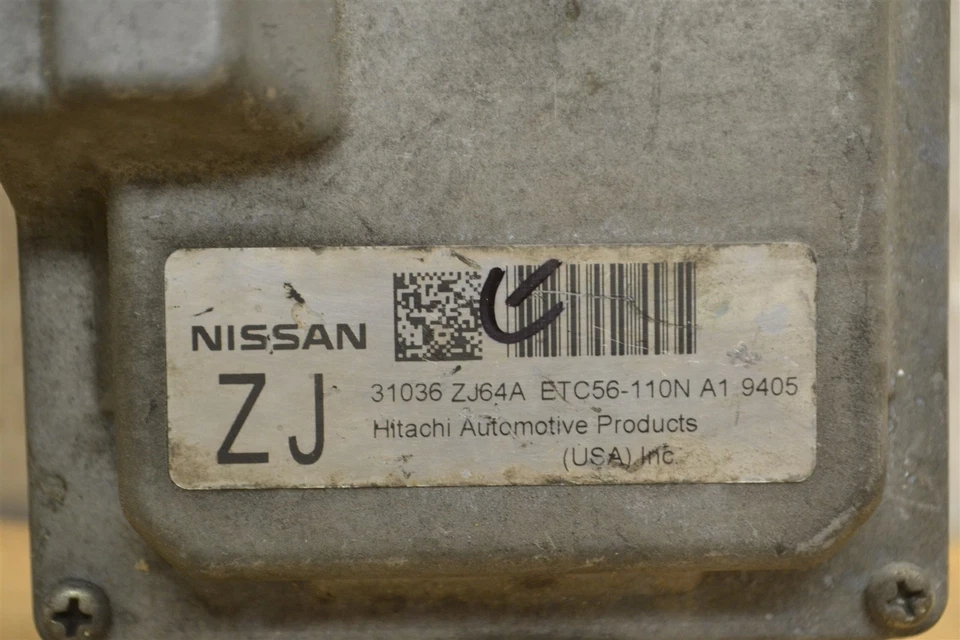 NISSAN
ZJ
31036 ZJ64A ETC56-110N A1 9405
Hitachi Automotive Products
(USA) Inc.